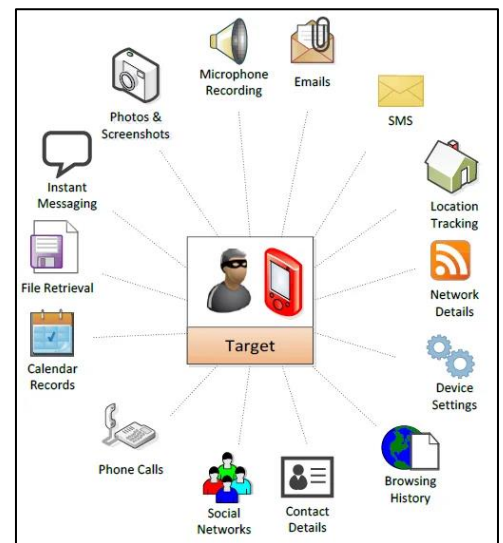 Microphone
Recording
Emails
Photos &
Screenshots
SMS
Instant
Messaging
Location
Tracking
File Retrieval
Network
Details
Target
Calendar
Records
Device
Settings
Phone Calls
Browsing
History
Social
Networks
Contact
Details